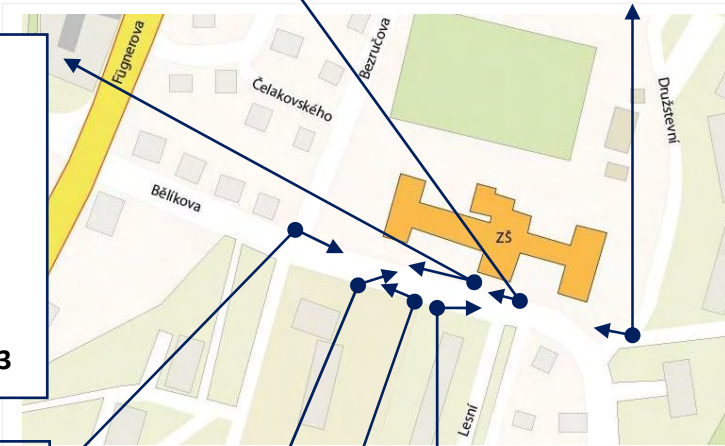 Fügnerova
Bezručova
Čelakovského
Družstevní
Bělíkova
ZŠ
3
Lesní